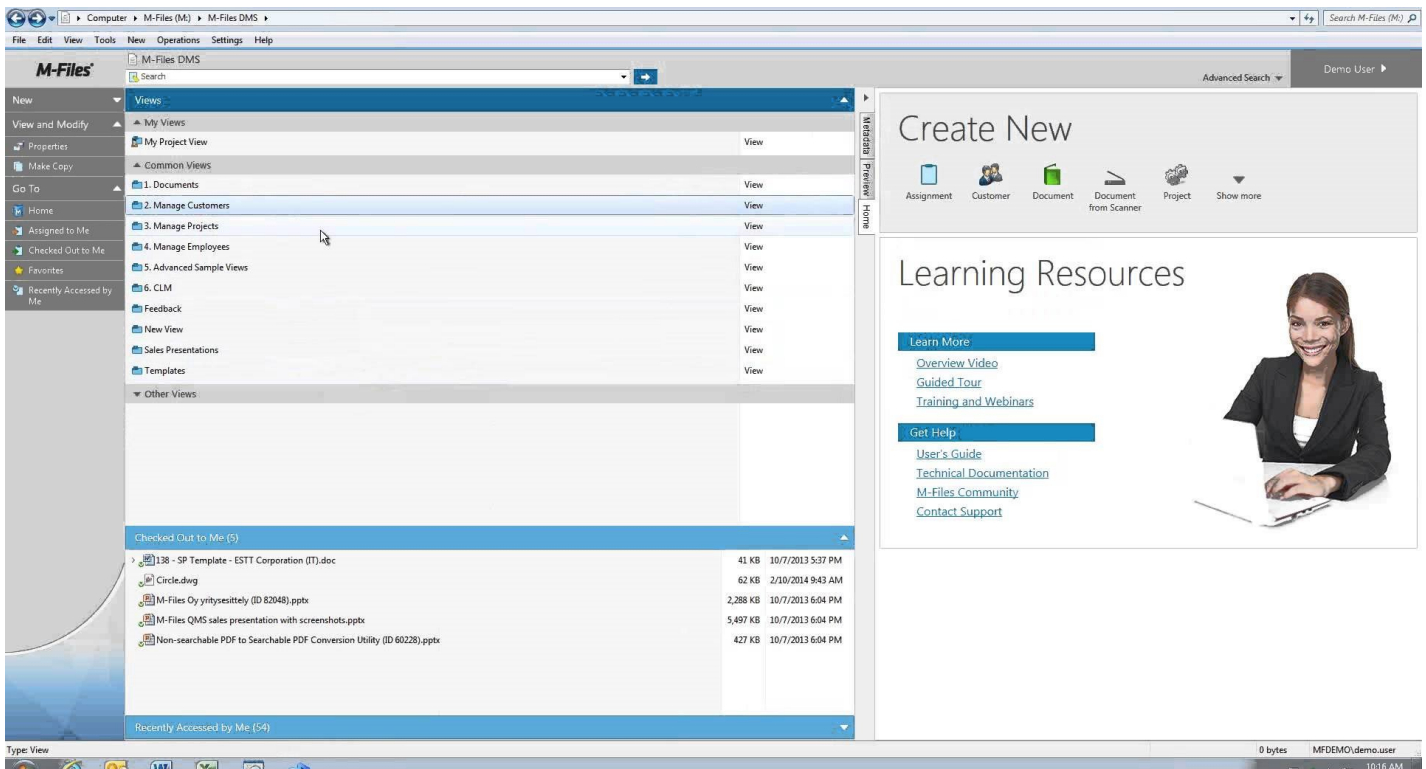 Computer ▸ M-Files (M:) ▸ M-Files DMS ▸
Search M-Files (M:)
File Edit View Tools New Operations Settings Help
M-Files
M-Files DMS
Search
Advanced Search
Demo User
New
View and Modify
Properties
Make Copy
Go To
Home
Assigned to Me
Checked Out to Me
Favorites
Recently Accessed by
Me
Views
My Views
My Project View View
Common Views
1. Documents View
2. Manage Customers View
3. Manage Projects View
4. Manage Employees View
5. Advanced Sample Views View
6. CLM View
Feedback View
New View View
Sales Presentations View
Templates View
Other Views
Checked Out to Me (5)
138 - SP Template - ESTT Corporation (IT).doc 41 KB 10/7/2013 5:37 PM
Circle.dwg 62 KB 2/10/2014 9:43 AM
M-Files Oy yritysesittely (ID 82048).pptx 2,288 KB 10/7/2013 6:04 PM
M-Files QMS sales presentation with screenshots.pptx 5,497 KB 10/7/2013 6:04 PM
Non-searchable PDF to Searchable PDF Conversion Utility (ID 60228).pptx 427 KB 10/7/2013 6:04 PM
Recently Accessed by Me (54)
Metadata
Preview
Home
Create New
Assignment
Customer
Document
Document
from Scanner
Project
Show more
Learning Resources
Learn More
Overview Video
Guided Tour
Training and Webinars
Get Help
User's Guide
Technical Documentation
M-Files Community
Contact Support
Type: View
0 bytes
MFDEMO\demo.user
10:16 AM